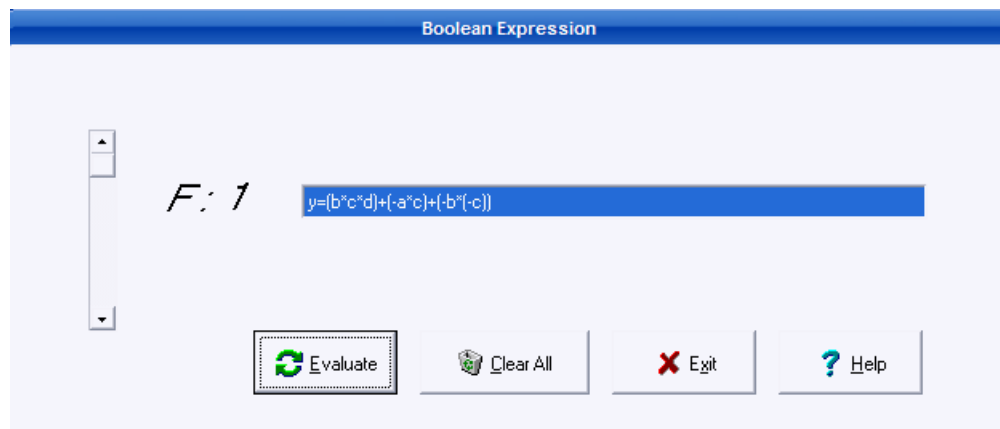 Boolean Expression
F: 1
y=(b*c*d)+(-a*c)+(-b*(-c))
Evaluate
Clear All
Exit
Help